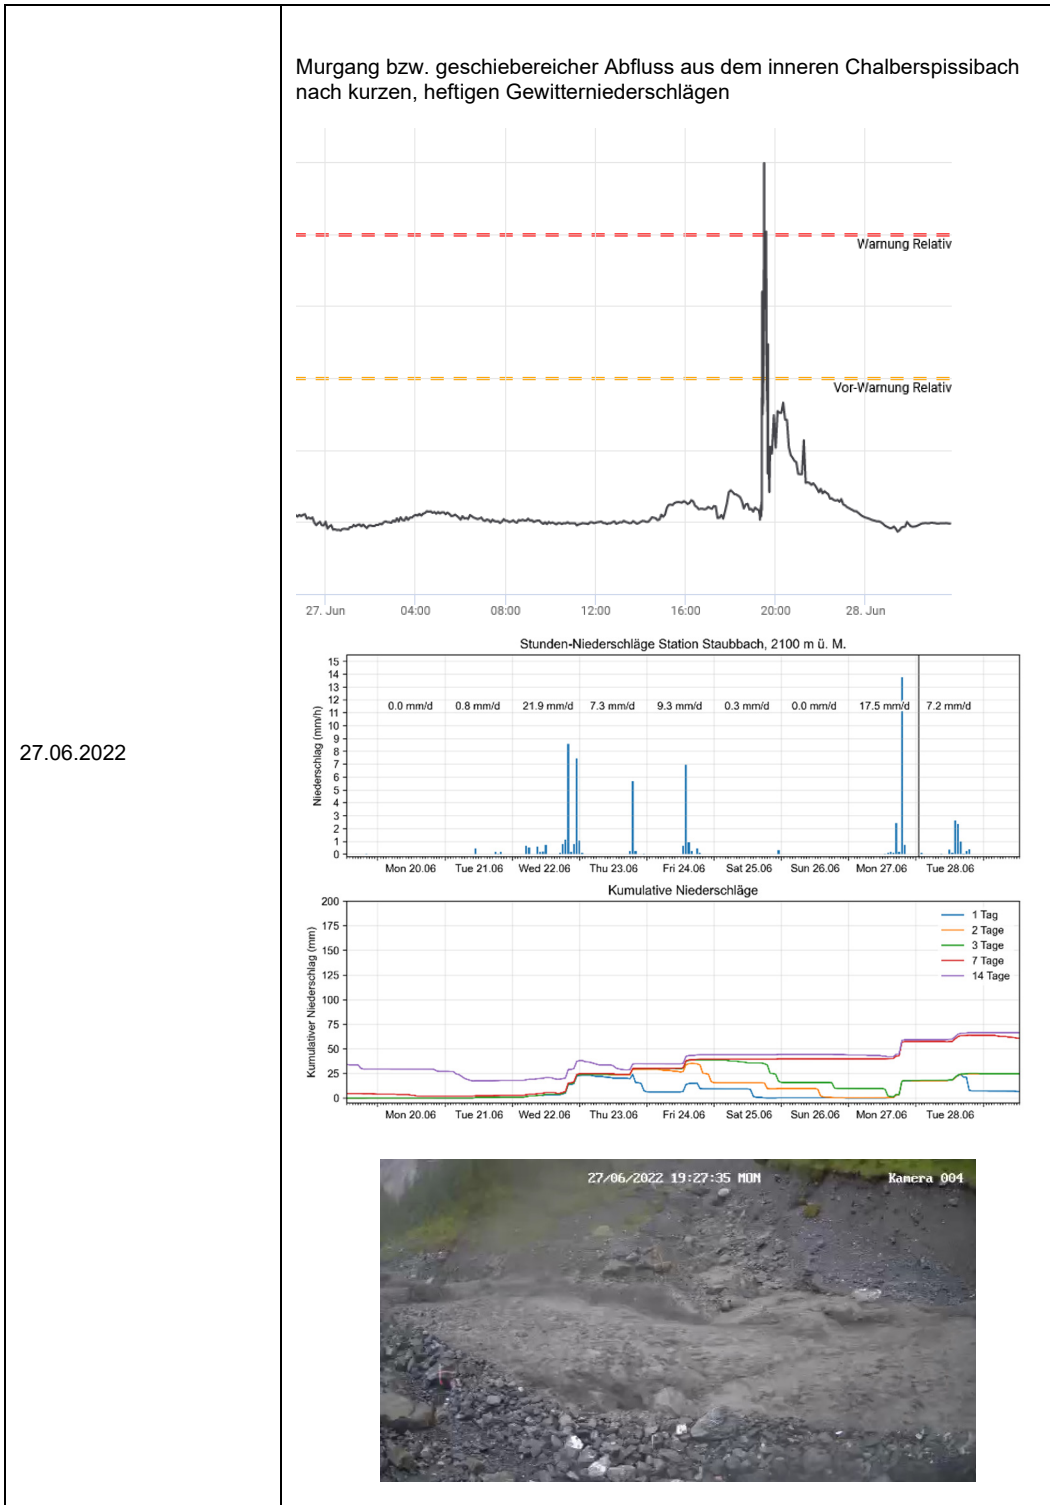 Murgang bzw. geschiebereicher Abfluss aus dem inneren Chalberspissibach
nach kurzen, heftigen Gewitterniederschlägen
Warnung Relativ
Vor-Warnung Relativ
27. Jun 04:00 08:00 12:00 16:00 20:00 28. Jun
27.06.2022
Stunden-Niederschläge Station Staubbach, 2100 m ü. M.
Niederschlag (mm/h)
15
14
13
12
11
10
9
8
7
6
5
4
3
2
1
0
0.0 mm/d 0.8 mm/d 21.9 mm/d 7.3 mm/d 9.3 mm/d 0.3 mm/d 0.0 mm/d 17.5 mm/d 7.2 mm/d
Mon 20.06 Tue 21.06 Wed 22.06 Thu 23.06 Fri 24.06 Sat 25.06 Sun 26.06 Mon 27.06 Tue 28.06
Kumulative Niederschläge
Kumulativer Niederschlag (mm)
200
175
150
125
100
75
50
25
0
1 Tag
2 Tage
3 Tage
7 Tage
14 Tage
Mon 20.06 Tue 21.06 Wed 22.06 Thu 23.06 Fri 24.06 Sat 25.06 Sun 26.06 Mon 27.06 Tue 28.06
27/06/2022 19:27:35 MON Kamera 004